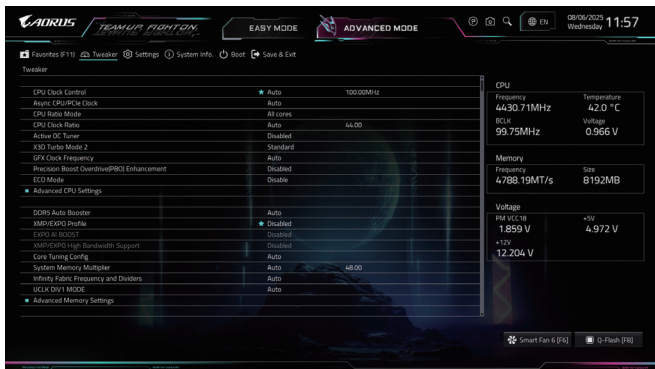 AORUS
TEAM UP. FIGHT ON.
EASY MODE
ADVANCED MODE
EN
08/06/2025
Wednesday
11:57
Favorites (F11)
Tweaker
Settings
System Info.
Boot
Save & Exit
Tweaker
CPU Clock Control ★ Auto 100.00MHz
Async CPU/PCIe Clock Auto
CPU Ratio Mode All cores
CPU Clock Ratio Auto 44.00
Active OC Tuner Disabled
X3D Turbo Mode 2 Standard
GFX Clock Frequency Auto
Precision Boost Overdrive(PBO) Enhancement Disabled
ECO Mode Disable
Advanced CPU Settings
DDR5 Auto Booster Auto
XMP/EXPO Profile ★ Disabled
EXPO AI BOOST Disabled
XMP/EXPO High Bandwidth Support Disabled
Core Tuning Config Auto
System Memory Multiplier Auto 48.00
Infinity Fabric Frequency and Dividers Auto
UCLK DIV1 MODE Auto
Advanced Memory Settings
CPU
Frequency Temperature
4430.71MHz 42.0 °C
BCLK Voltage
99.75MHz 0.966 V
Memory
Frequency Size
4788.19MT/s 8192MB
Voltage
PM VCC18 +5V
1.859 V 4.972 V
+12V
12.204 V
Smart Fan 6 [F6]
Q-Flash [F8]